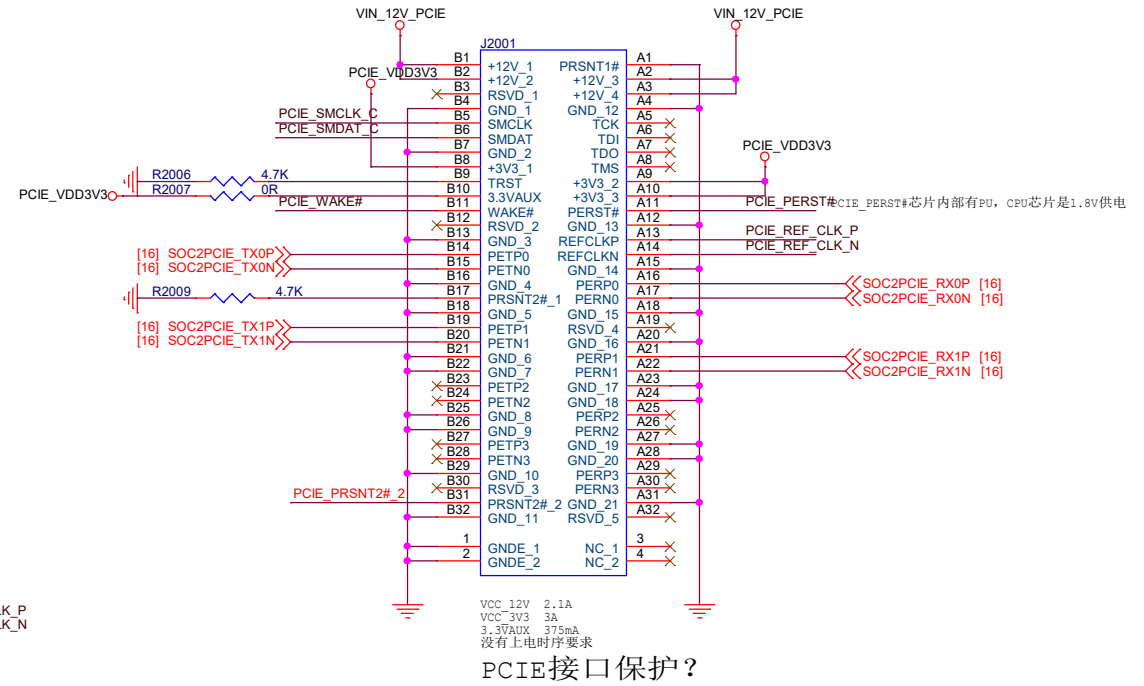 VIN_12V_PCIE
VIN_12V_PCIE
J2001
PCIE_VDD3V3
B1 +12V_1 PRSNT1# A1
B2 +12V_2 +12V_3 A2
B3 RSVD_1 +12V_4 A3
B4 GND_1 GND_12 A4
PCIE_SMCLK_C B5 SMCLK TCK A5
PCIE_SMDAT_C B6 SMDAT TDI A6
B7 GND_2 TDO A7
B8 +3V3_1 TMS A8
PCIE_VDD3V3
R2006 4.7K B9 TRST +3V3_2 A9
PCIE_VDD3V3 R2007 0R B10 3.3VAUX +3V3_3 A10
PCIE_WAKE# B11 WAKE# PERST# A11 PCIE_PERST# PCIE_PERST#芯片内部有PU，CPU芯片是1.8V供电
B12 RSVD_2 GND_13 A12
B13 GND_3 REFCLKP A13 PCIE_REF_CLK_P
[16] SOC2PCIE_TX0P B14 PETP0 REFCLKN A14 PCIE_REF_CLK_N
[16] SOC2PCIE_TX0N B15 PETN0 GND_14 A15
B16 GND_4 PERP0 A16 SOC2PCIE_RX0P [16]
R2009 4.7K B17 PRSNT2#_1 PERN0 A17 SOC2PCIE_RX0N [16]
B18 GND_5 GND_15 A18
[16] SOC2PCIE_TX1P B19 PETP1 RSVD_4 A19
[16] SOC2PCIE_TX1N B20 PETN1 GND_16 A20
B21 GND_6 PERP1 A21 SOC2PCIE_RX1P [16]
B22 GND_7 PERN1 A22 SOC2PCIE_RX1N [16]
B23 PETP2 GND_17 A23
B24 PETN2 GND_18 A24
B25 GND_8 PERP2 A25
B26 GND_9 PERN2 A26
B27 PETP3 GND_19 A27
B28 PETN3 GND_20 A28
B29 GND_10 PERP3 A29
B30 RSVD_3 PERN3 A30
PCIE_PRSNT2#_2 B31 PRSNT2#_2 GND_21 A31
B32 GND_11 RSVD_5 A32
1 GNDE_1 NC_1 3
2 GNDE_2 NC_2 4
LK_P
LK_N
VCC_12V 2.1A
VCC_3V3 3A
3.3VAUX 375mA
没有上电时序要求
PCIE接口保护?